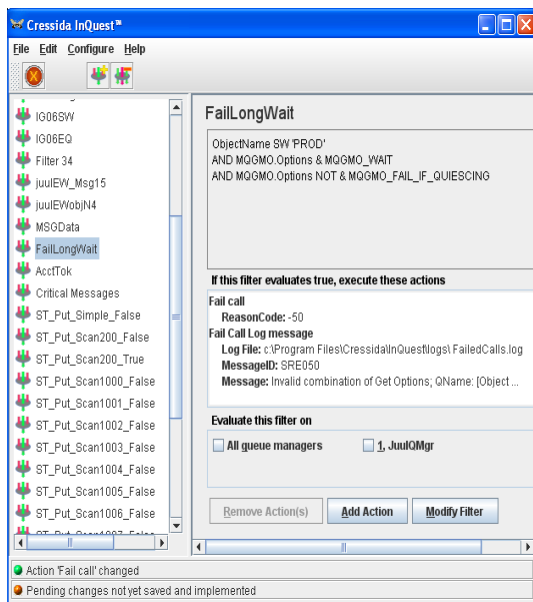 Cressida InQuest™
File Edit Configure Help
IG06SW
IG06EQ
Filter 34
juulEW_Msg15
juulEWobjN4
MSGData
FailLongWait
AcctTok
Critical Messages
ST_Put_Simple_False
ST_Put_Scan200_False
ST_Put_Scan200_True
ST_Put_Scan1000_False
ST_Put_Scan1001_False
ST_Put_Scan1002_False
ST_Put_Scan1003_False
ST_Put_Scan1004_False
ST_Put_Scan1005_False
ST_Put_Scan1006_False
FailLongWait
ObjectName SW 'PROD'
AND MQGMO.Options & MQGMO_WAIT
AND MQGMO.Options NOT & MQGMO_FAIL_IF_QUIESCING
If this filter evaluates true, execute these actions
Fail call
ReasonCode: -50
Fail Call Log message
Log File: c:\Program Files\Cressida\InQuest\logs\ FailedCalls.log
MessageID: SRE050
Message: Invalid combination of Get Options; QName: [Object ...
Evaluate this filter on
All queue managers 1, JuulQMgr
Remove Action(s) Add Action Modify Filter
Action 'Fail call' changed
Pending changes not yet saved and implemented